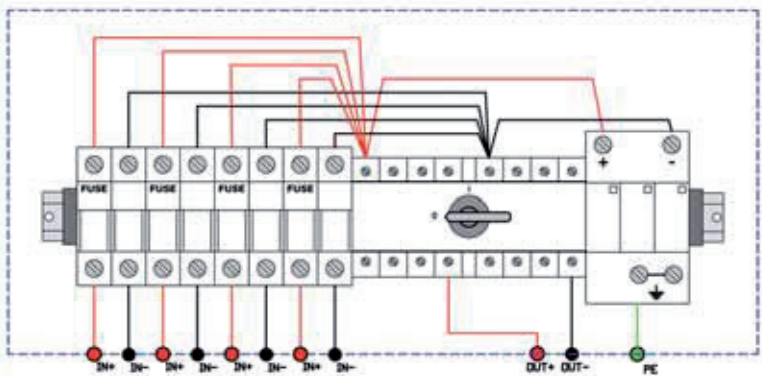 + -
FUSE FUSE FUSE FUSE
I
0
IN+ IN- IN+ IN- IN+ IN- IN+ IN- OUT+ OUT- PE